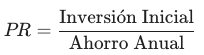 PR = Inversión Inicial
Ahorro Anual